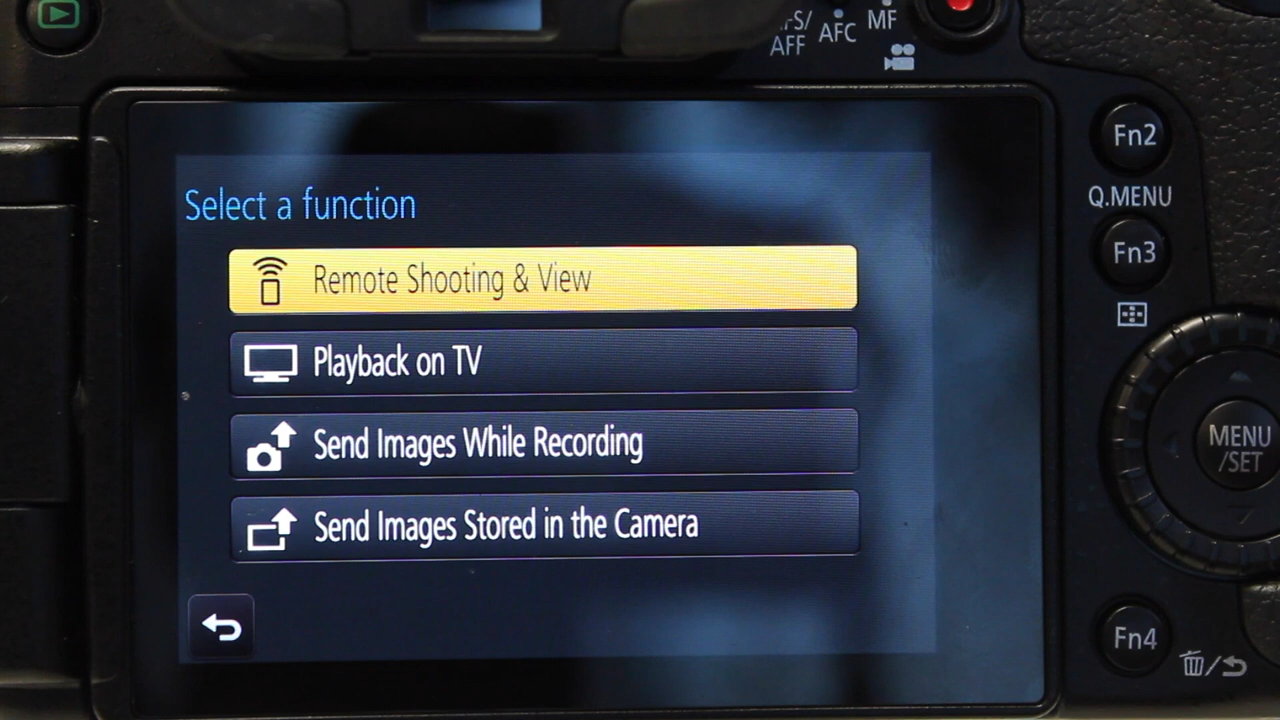 AFF
AFC
MF
Select a function
Remote Shooting & View
Playback on TV
Send Images While Recording
Send Images Stored in the Camera
Fn2
Q.MENU
Fn3
MENU
/SET
Fn4